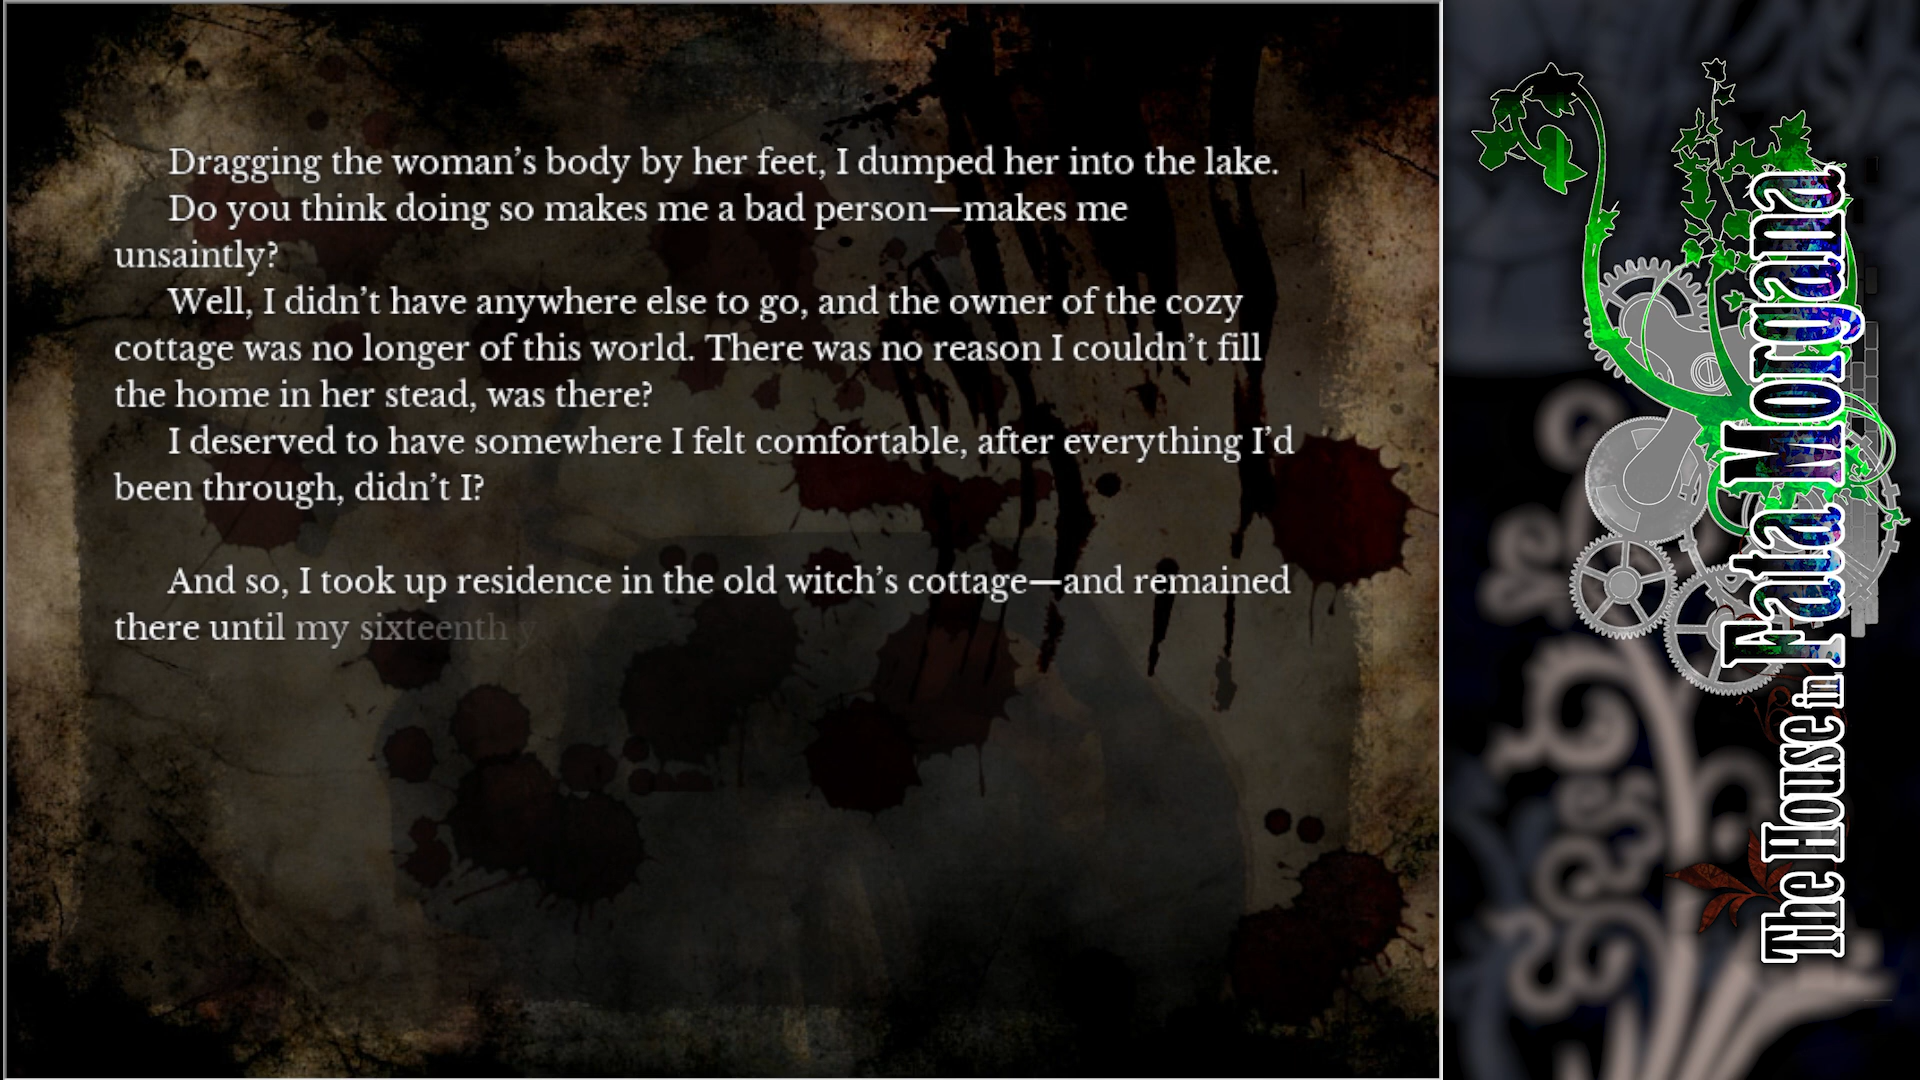 Dragging the woman’s body by her feet, I dumped her into the lake.
Do you think doing so makes me a bad person—makes me
unsaintly?
Well, I didn’t have anywhere else to go, and the owner of the cozy
cottage was no longer of this world. There was no reason I couldn’t fill
the home in her stead, was there?
I deserved to have somewhere I felt comfortable, after everything I’d
been through, didn’t I?
And so, I took up residence in the old witch’s cottage—and remained
there until my sixteenth y
The House in Fata Morgana